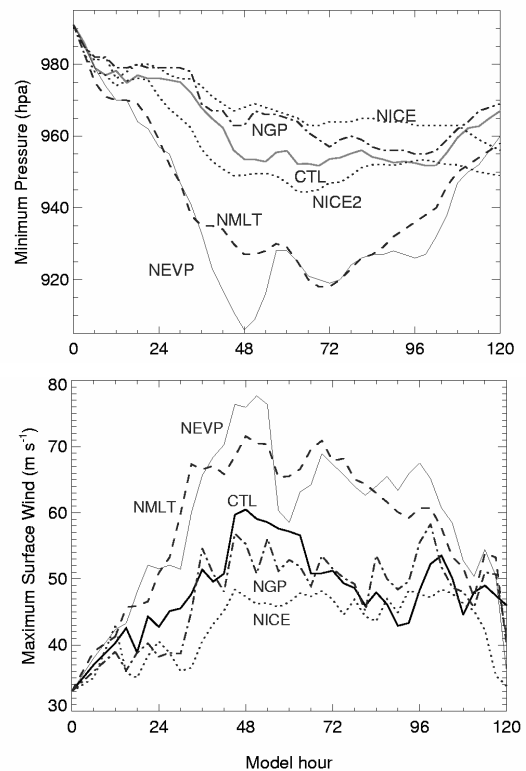 Minimum Pressure (hpa)
980
960
940
920
NICE
NGP
CTL
NICE2
NMLT
NEVP
0 24 48 72 96 120
Maximum Surface Wind (m s⁻¹)
80
70
60
50
40
30
NEVP
NMLT
CTL
NGP
NICE
0 24 48 72 96 120
Model hour